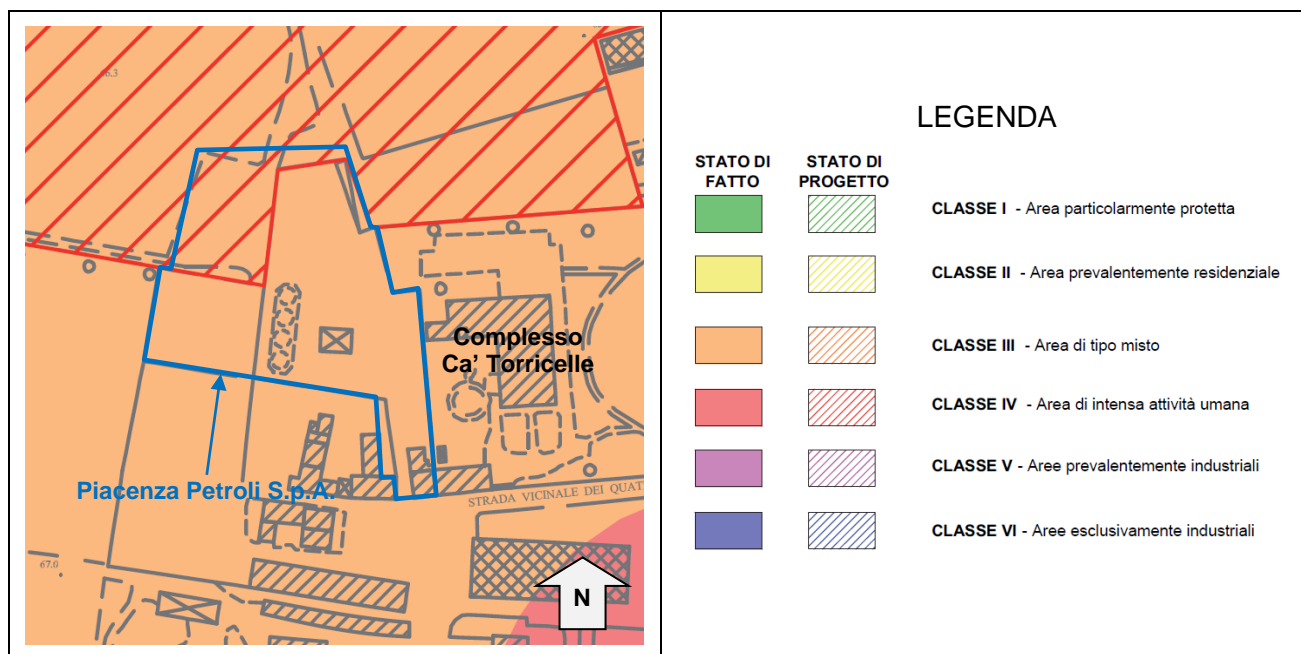 Complesso
Ca' Torricelle
Piacenza Petroli S.p.A.
STRADA VICINALE DEI QUAT
67.0
N
LEGENDA
STATO DI FATTO
STATO DI PROGETTO
CLASSE I - Area particolarmente protetta
CLASSE II - Area prevalentemente residenziale
CLASSE III - Area di tipo misto
CLASSE IV - Area di intensa attività umana
CLASSE V - Aree prevalentemente industriali
CLASSE VI - Aree esclusivamente industriali